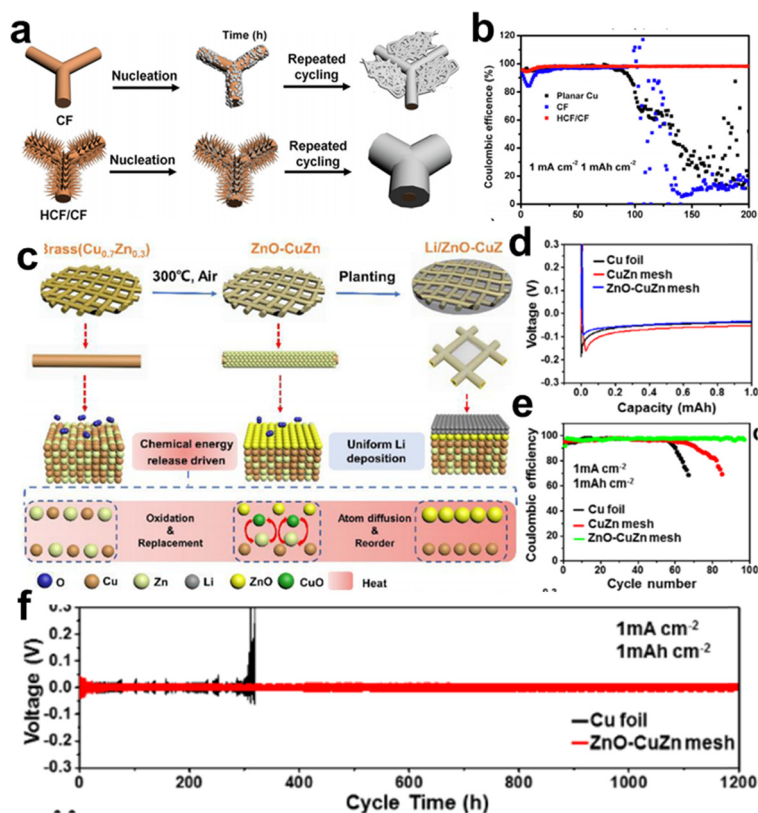 a
Time (h)
Nucleation
Repeated
cycling
CF
Nucleation
Repeated
cycling
HCF/CF
b
Coulombic efficence (%)
120
100
80
60
40
20
0
Planar Cu
CF
HCF/CF
1 mA cm-2 1 mAh cm-2
0 50 100 150 200
c
Brass(Cu0.7Zn0.3)
ZnO-CuZn
Li/ZnO-CuZ
300℃, Air
Planting
Chemical energy
release driven
Uniform Li
deposition
Oxidation
&
Replacement
Atom diffusion
&
Reorder
O Cu Zn Li ZnO CuO Heat
d
Voltage (V)
0.3
0.2
0.1
0.0
-0.1
-0.2
-0.3
Cu foil
CuZn mesh
ZnO-CuZn mesh
0.0 0.2 0.4 0.6 0.8 1.0
Capacity (mAh)
e
Coulombic efficiency
100
80
60
40
20
0
1mA cm-2
1mAh cm-2
Cu foil
CuZn mesh
ZnO-CuZn mesh
0 20 40 60 80 100
Cycle number
f
Voltage (V)
0.3
0.2
0.1
0.0
-0.1
-0.2
-0.3
1mA cm-2
1mAh cm-2
Cu foil
ZnO-CuZn mesh
0 200 400 600 800 1000 1200
Cycle Time (h)